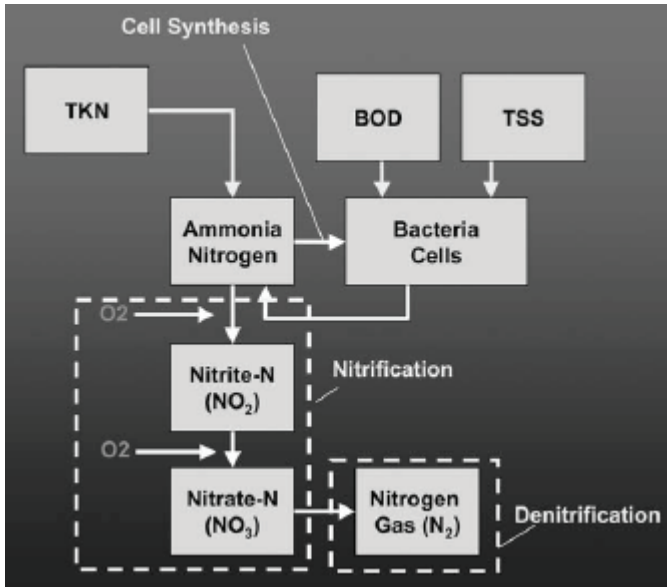 Cell Synthesis
TKN
BOD
TSS
Ammonia
Nitrogen
Bacteria
Cells
O2
Nitrite-N
(NO₂)
Nitrification
O2
Nitrate-N
(NO₃)
Nitrogen
Gas (N₂)
Denitrification